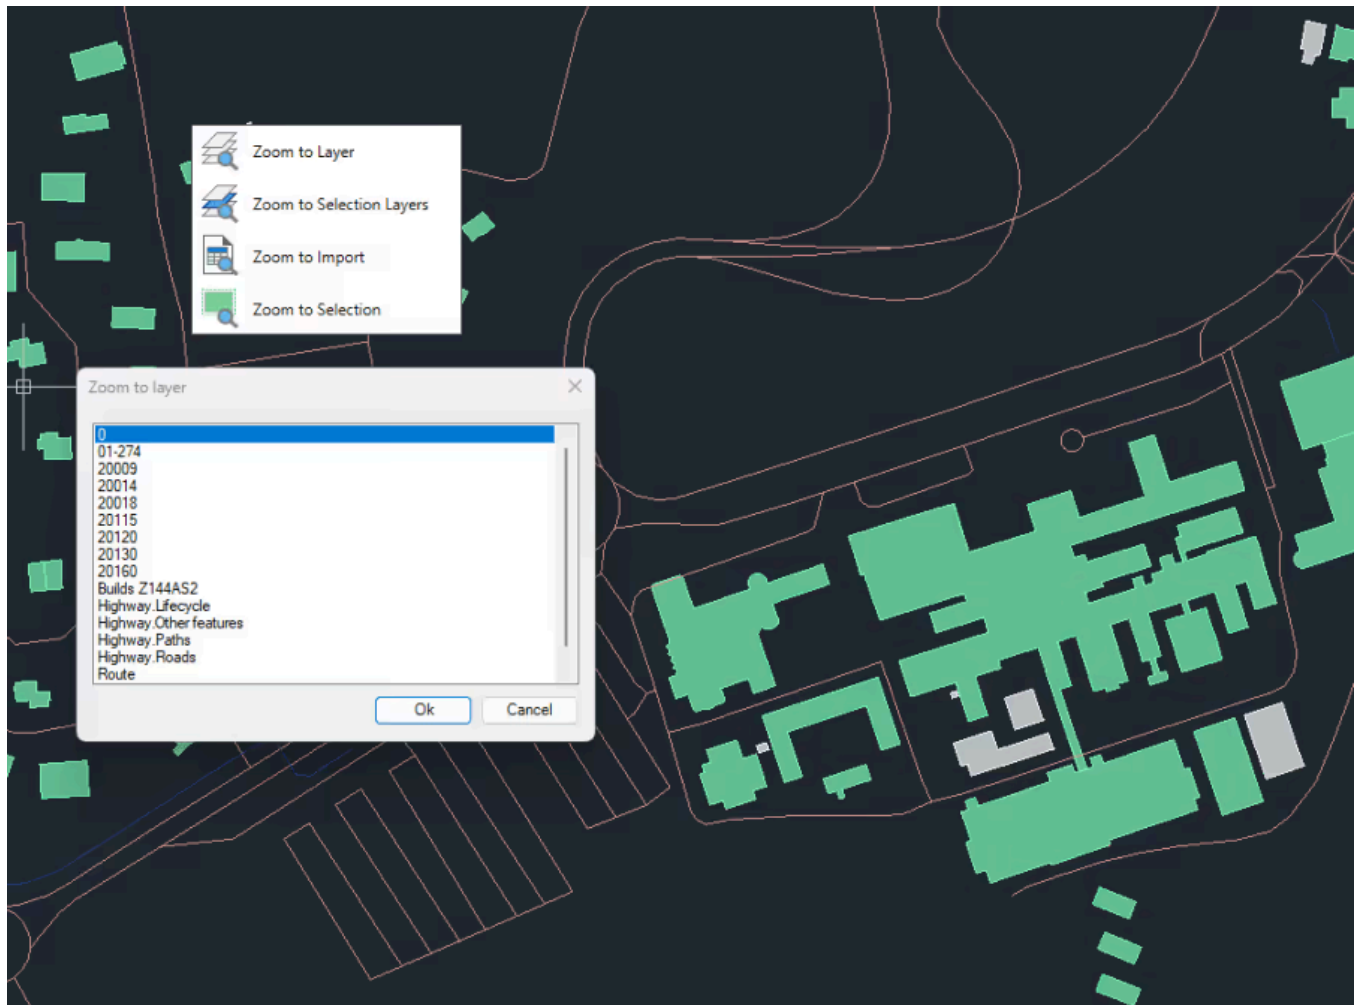 Zoom to Layer
Zoom to Selection Layers
Zoom to Import
Zoom to Selection
Zoom to layer
0
01-274
20009
20014
20018
20115
20120
20130
20160
Builds Z144AS2
Highway.Lifecycle
Highway.Other features
Highway.Paths
Highway.Roads
Route
Ok
Cancel